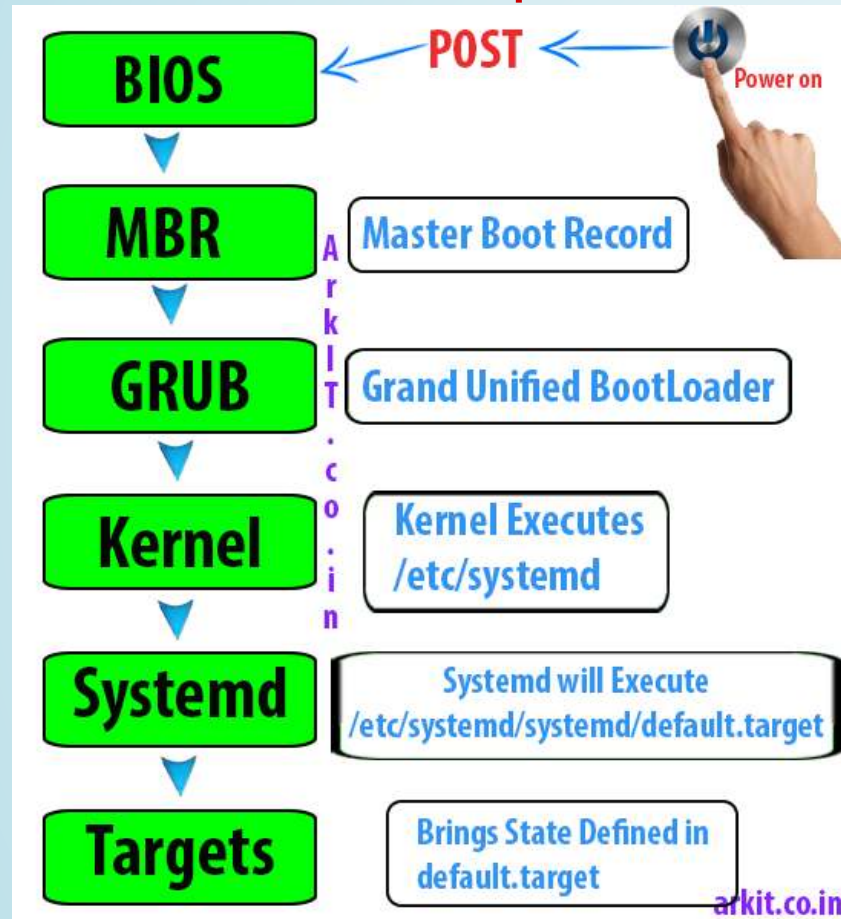 POST
Power on
BIOS
MBR
Master Boot Record
GRUB
Grand Unified BootLoader
Kernel
Kernel Executes
/etc/systemd
Systemd
Systemd will Execute
/etc/systemd/systemd/default.target
Targets
Brings State Defined in
default.target
ArkIT.co.in
arkit.co.in